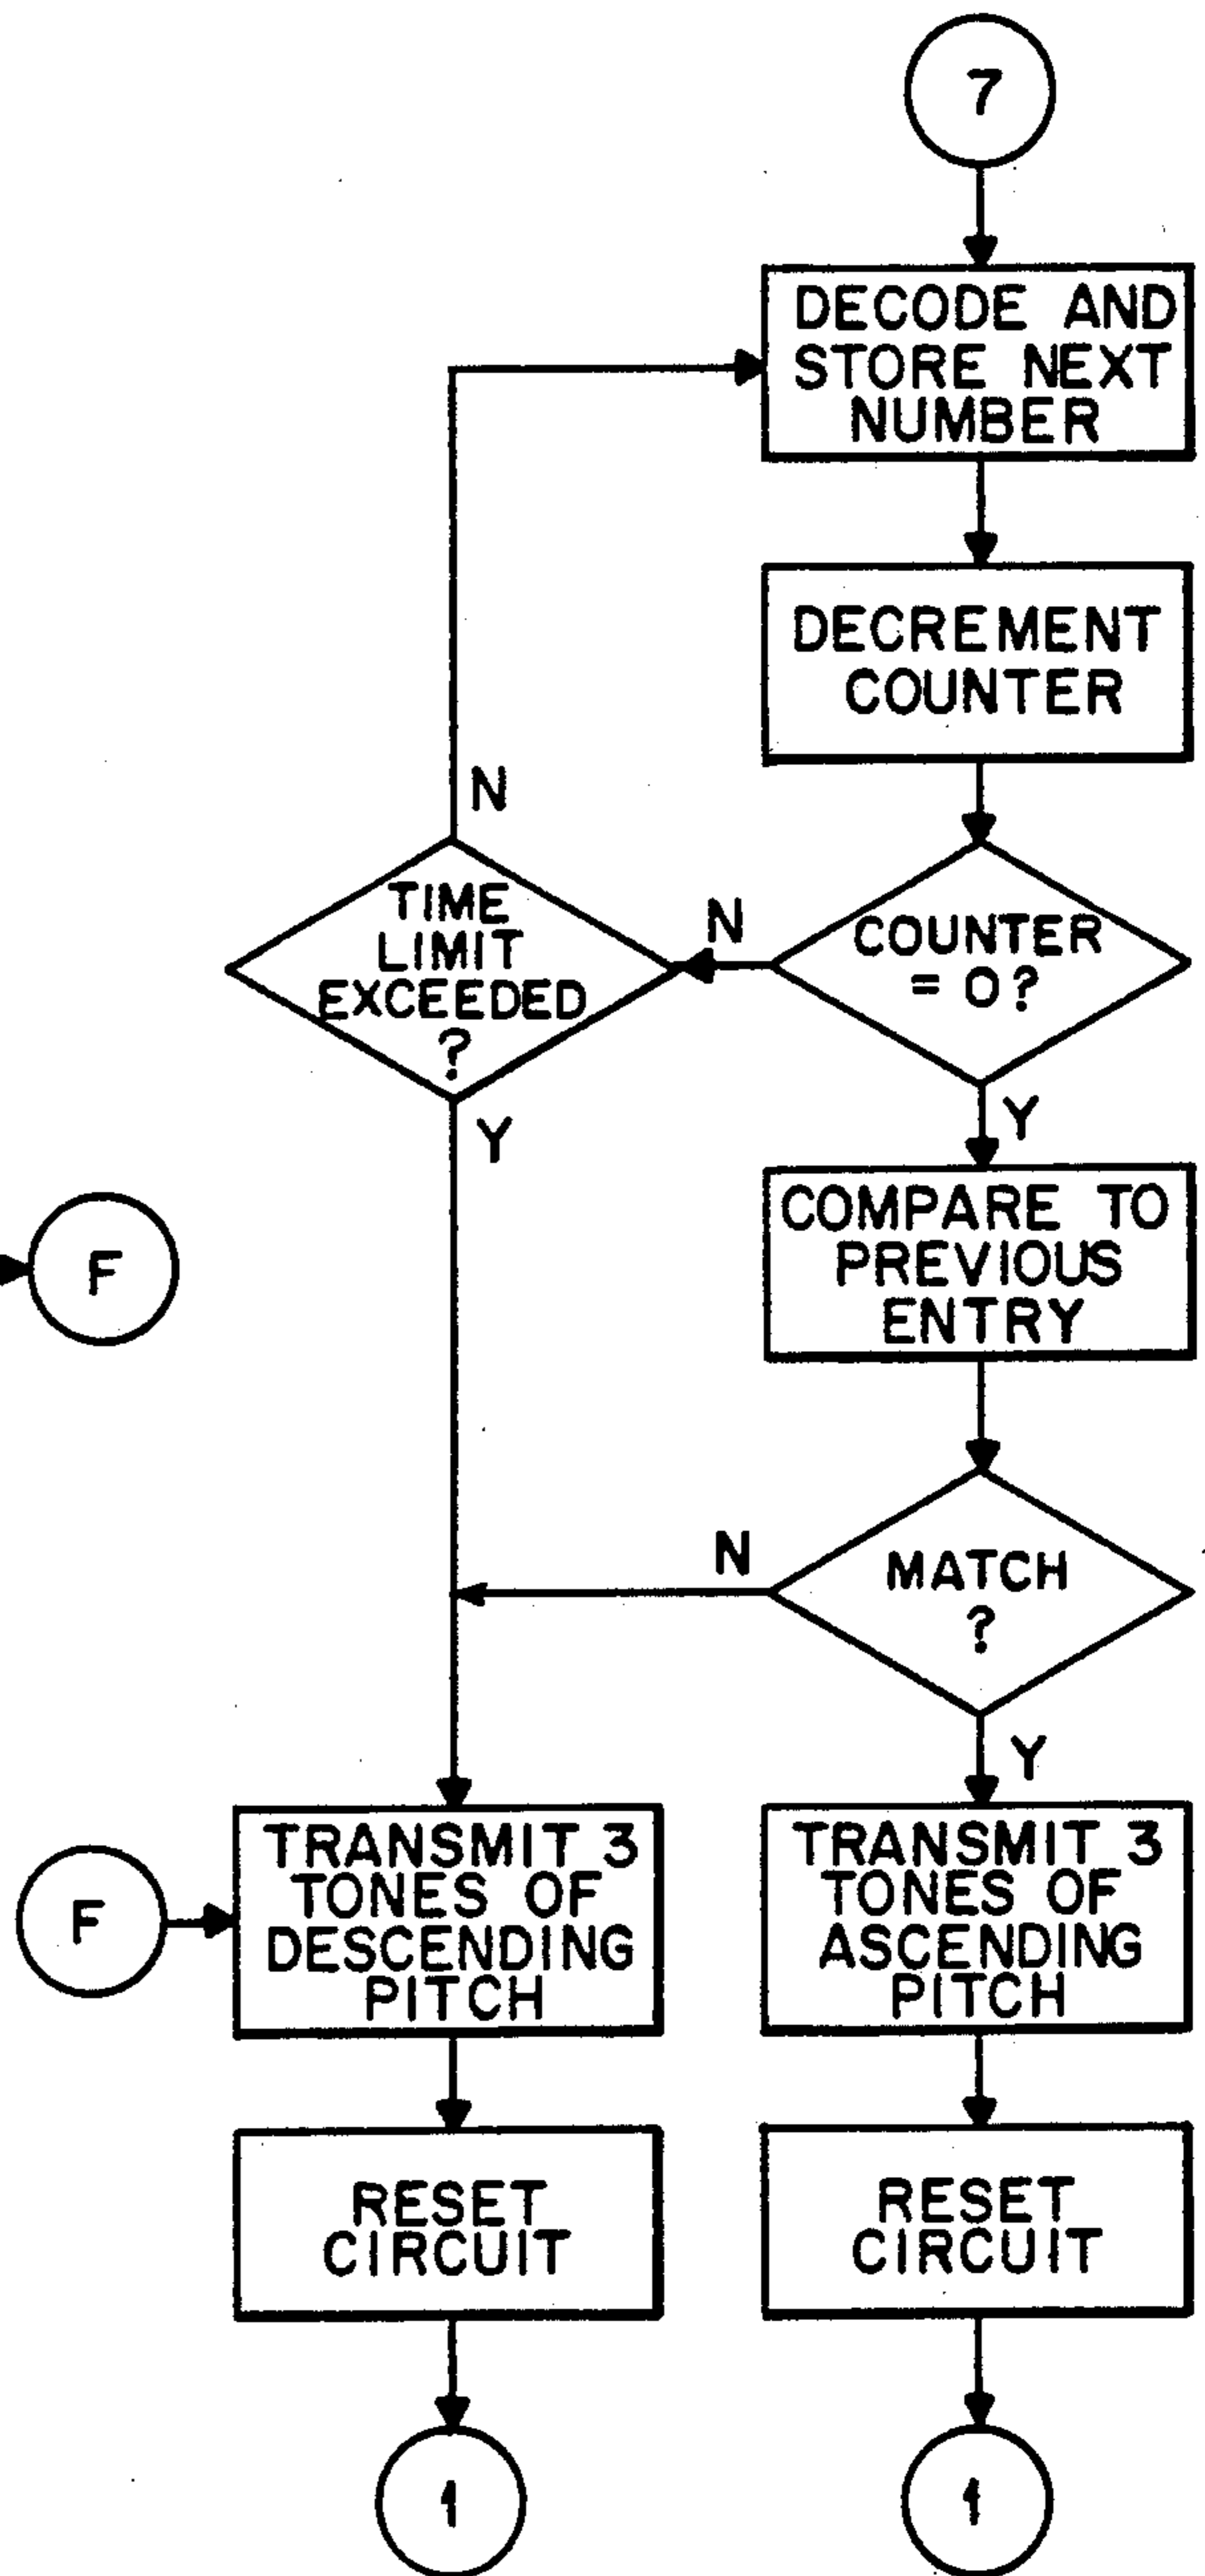 7
DECODE AND
STORE NEXT
NUMBER
DECREMENT
COUNTER
N
TIME
LIMIT
EXCEEDED
?
N
COUNTER
= 0?
Y
Y
COMPARE TO
PREVIOUS
ENTRY
F
N
MATCH
?
Y
F
TRANSMIT 3
TONES OF
DESCENDING
PITCH
TRANSMIT 3
TONES OF
ASCENDING
PITCH
RESET
CIRCUIT
RESET
CIRCUIT
1
1